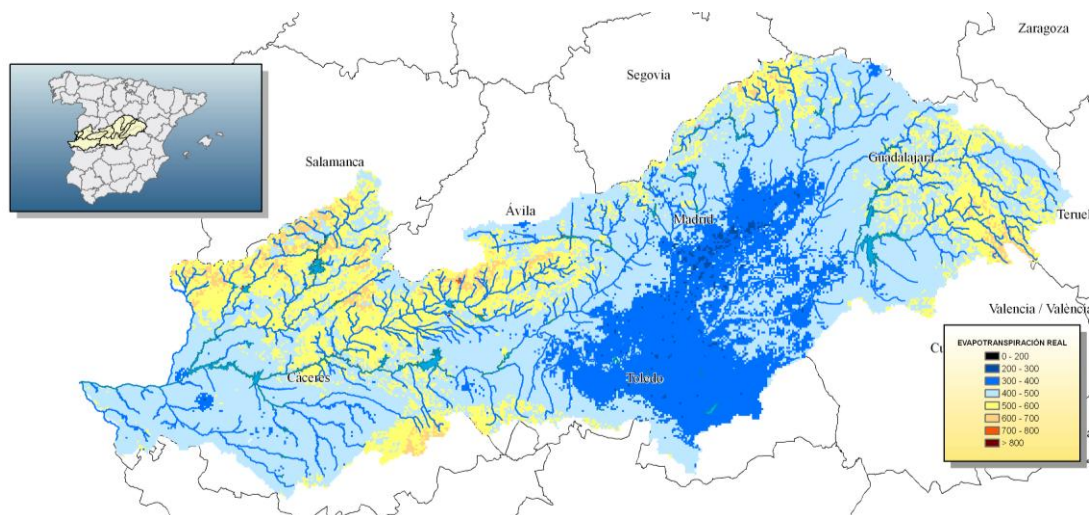 Zaragoza
Segovia
Salamanca
Guadalajara
Ávila
Madrid
Teruel
Valencia / València
Cáceres
Toledo
EVAPOTRANSPIRACIÓN REAL
0 - 200
200 - 300
300 - 400
400 - 500
500 - 600
600 - 700
700 - 800
> 800